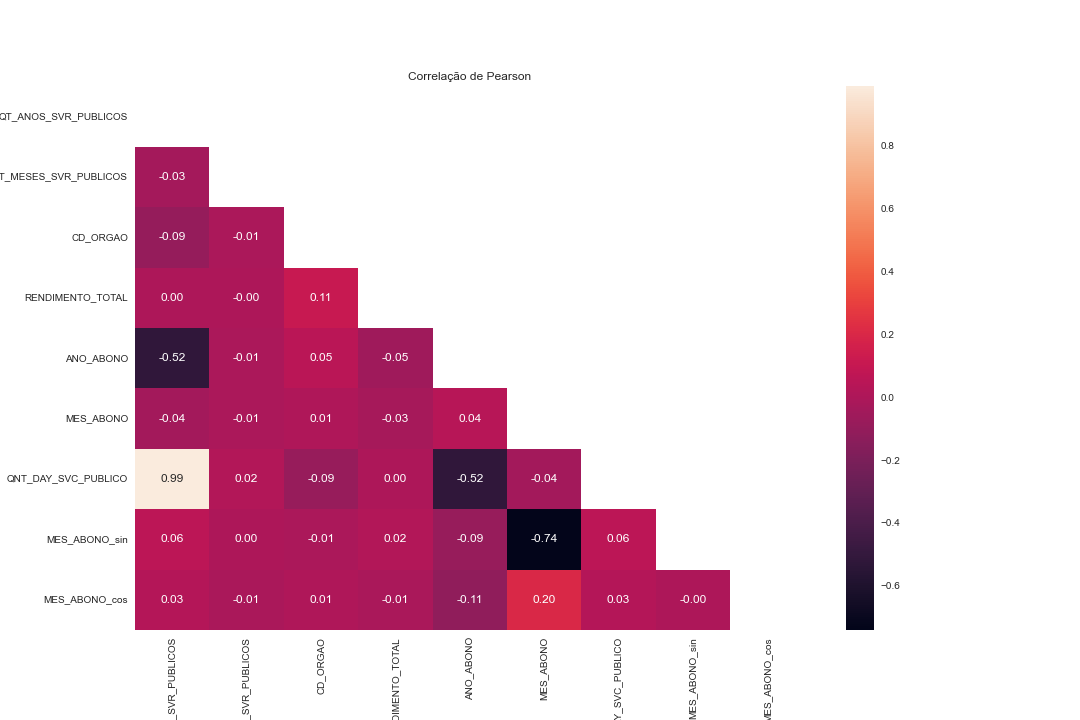 Correlação de Pearson
QT_ANOS_SVR_PUBLICOS
T_MESES_SVR_PUBLICOS -0.03
CD_ORGAO -0.09 -0.01
RENDIMENTO_TOTAL 0.00 -0.00 0.11
ANO_ABONO -0.52 -0.01 0.05 -0.05
MES_ABONO -0.04 -0.01 0.01 -0.03 0.04
QNT_DAY_SVC_PUBLICO 0.99 0.02 -0.09 0.00 -0.52 -0.04
MES_ABONO_sin 0.06 0.00 -0.01 0.02 -0.09 -0.74 0.06
MES_ABONO_cos 0.03 -0.01 0.01 -0.01 -0.11 0.20 0.03 -0.00
_SVR_PUBLICOS
_SVR_PUBLICOS
CD_ORGAO
DIMENTO_TOTAL
ANO_ABONO
MES_ABONO
Y_SVC_PUBLICO
MES_ABONO_sin
MES_ABONO_cos
0.8
0.6
0.4
0.2
0.0
−0.2
−0.4
−0.6